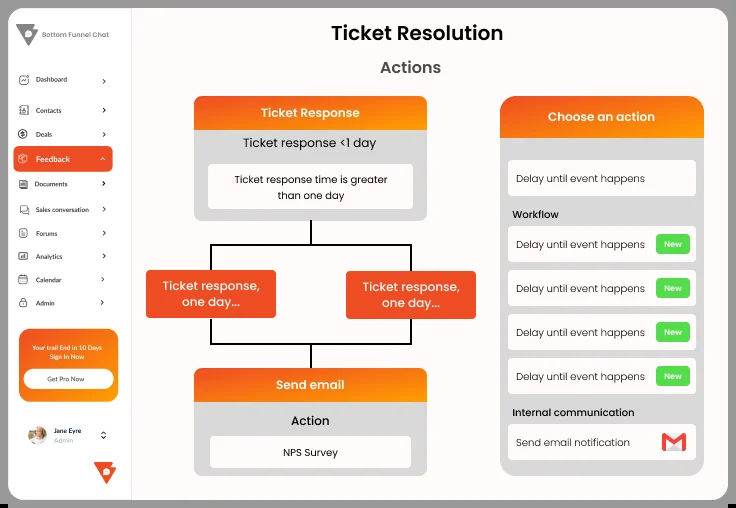 Bottom Funnel Chat
Dashboard
Contacts
Deals
Feedback
Documents
Sales conversation
Forums
Analytics
Calendar
Admin
Your trail End in 10 Days
Sign In Now
Get Pro Now
Jane Eyre
Admin
Ticket Resolution
Actions
Ticket Response
Ticket response <1 day
Ticket response time is greater
than one day
Ticket response,
one day...
Ticket response,
one day...
Send email
Action
NPS Survey
Choose an action
Delay until event happens
Workflow
Delay until event happens New
Delay until event happens New
Delay until event happens New
Delay until event happens New
Internal communication
Send email notification